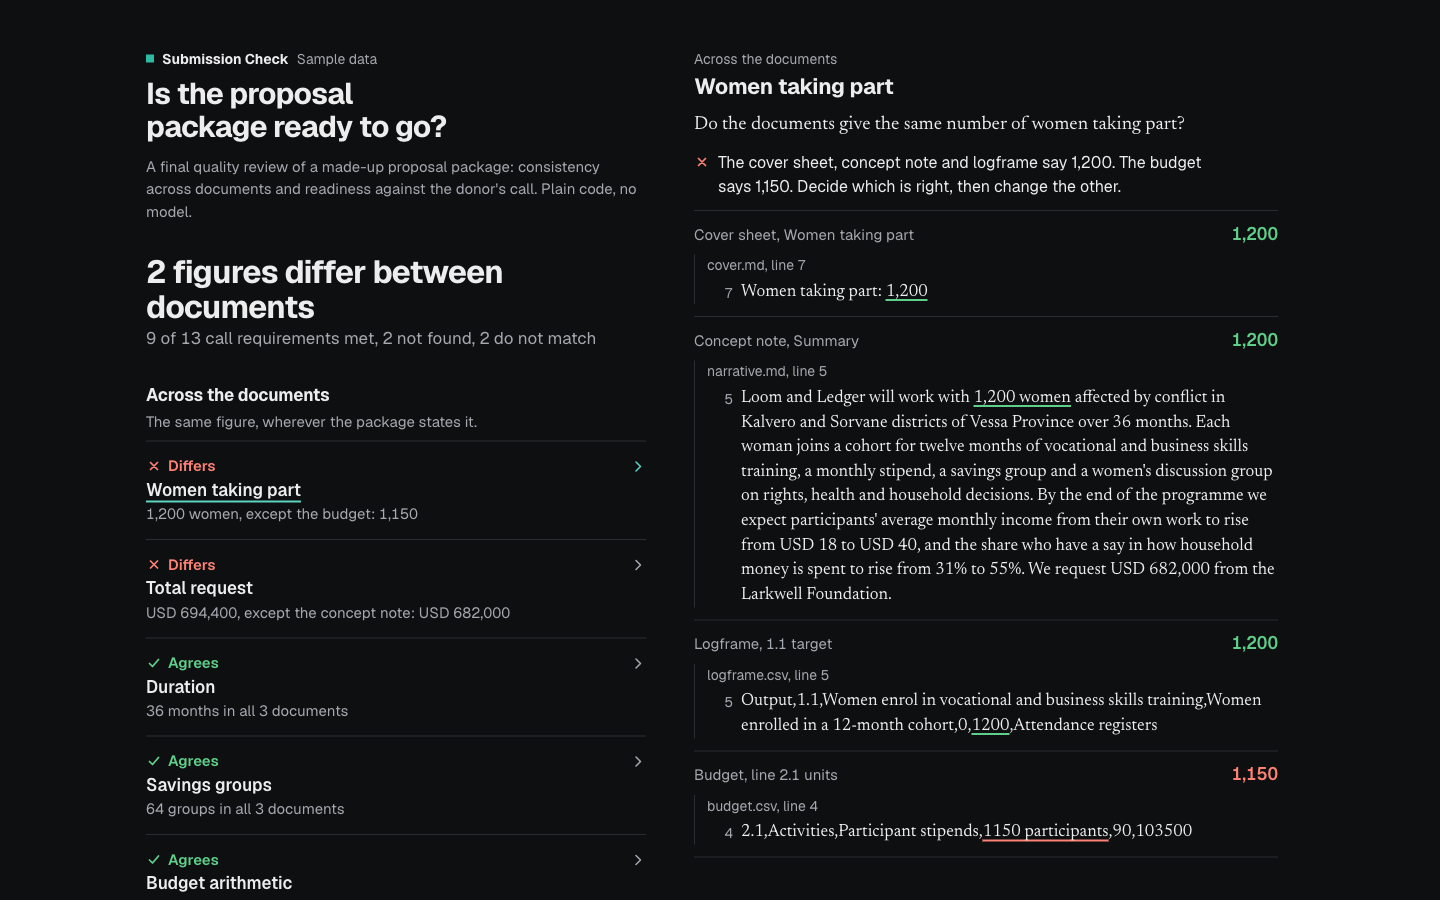 Submission Check Sample data
Is the proposal
package ready to go?
A final quality review of a made-up proposal package: consistency
across documents and readiness against the donor's call. Plain code, no
model.
2 figures differ between
documents
9 of 13 call requirements met, 2 not found, 2 do not match
Across the documents
The same figure, wherever the package states it.
Differs
Women taking part
1,200 women, except the budget: 1,150
Differs
Total request
USD 694,400, except the concept note: USD 682,000
Agrees
Duration
36 months in all 3 documents
Agrees
Savings groups
64 groups in all 3 documents
Agrees
Budget arithmetic
Across the documents
Women taking part
Do the documents give the same number of women taking part?
The cover sheet, concept note and logframe say 1,200. The budget
says 1,150. Decide which is right, then change the other.
Cover sheet, Women taking part 1,200
cover.md, line 7
7 Women taking part: 1,200
Concept note, Summary 1,200
narrative.md, line 5
5 Loom and Ledger will work with 1,200 women affected by conflict in
Kalvero and Sorvane districts of Vessa Province over 36 months. Each
woman joins a cohort for twelve months of vocational and business skills
training, a monthly stipend, a savings group and a women's discussion group
on rights, health and household decisions. By the end of the programme we
expect participants' average monthly income from their own work to rise
from USD 18 to USD 40, and the share who have a say in how household
money is spent to rise from 31% to 55%. We request USD 682,000 from the
Larkwell Foundation.
Logframe, 1.1 target 1,200
logframe.csv, line 5
5 Output,1.1,Women enrol in vocational and business skills training,Women
enrolled in a 12-month cohort,0,1200,Attendance registers
Budget, line 2.1 units 1,150
budget.csv, line 4
4 2.1,Activities,Participant stipends,1150 participants,90,103500